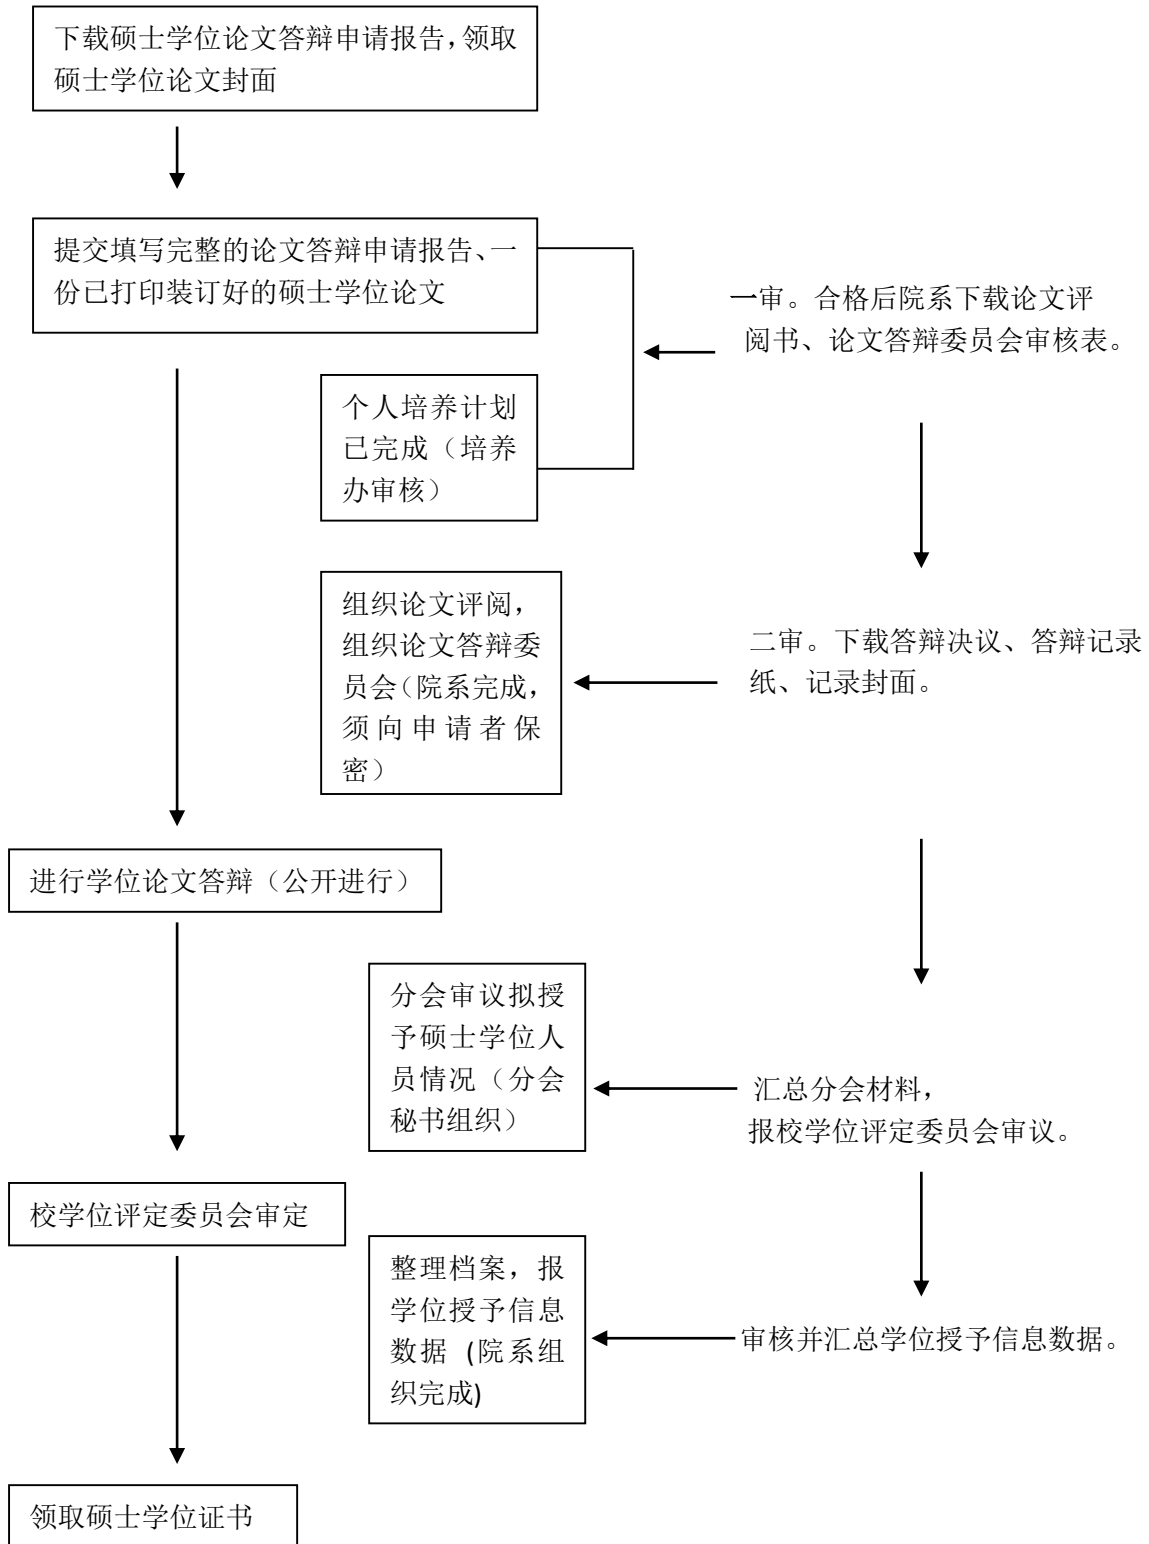 下载硕士学位论文答辩申请报告，领取
硕士学位论文封面
提交填写完整的论文答辩申请报告、一
份已打印装订好的硕士学位论文
一审。合格后院系下载论文评
阅书、论文答辩委员会审核表。
个人培养计划
已完成（培养
办审核）
组织论文评阅，
组织论文答辩委
员会（院系完成，
须向申请者保
密）
二审。下载答辩决议、答辩记录
纸、记录封面。
进行学位论文答辩（公开进行）
分会审议拟授
予硕士学位人
员情况（分会
秘书组织）
汇总分会材料，
报校学位评定委员会审议。
校学位评定委员会审定
整理档案，报
学位授予信息
数据 (院系组
织完成)
审核并汇总学位授予信息数据。
领取硕士学位证书